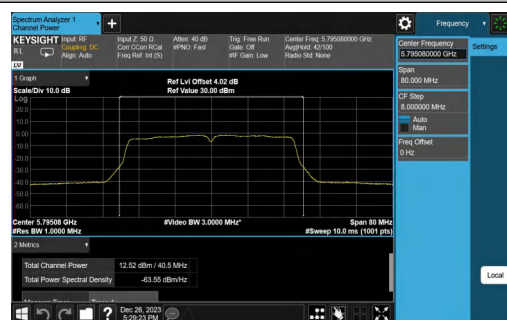 Spectrum Analyzer 1
Channel Power
Frequency
KEYSIGHT
RL
Input: RF
Coupling: DC
Align: Auto
Input Z: 50 Ω
Corr CCorr RCal
Freq Ref: Int (S)
Atten: 40 dB
#PNO: Fast
Trig: Free Run
Gate: Off
#IF Gain: Low
Center Freq: 5.795080000 GHz
Avg|Hold: 42/100
Radio Std: None
LXI
Center Frequency
5.795080000 GHz
Settings
Span
80.000 MHz
CF Step
8.000000 MHz
Auto
Man
Freq Offset
0 Hz
Local
1 Graph
Scale/Div 10.0 dB
Ref Lvl Offset 4.02 dB
Ref Value 30.00 dBm
Log
20.0
10.0
0.00
-10.0
-20.0
-30.0
-40.0
-50.0
-60.0
Center 5.79508 GHz
#Res BW 1.0000 MHz
#Video BW 3.0000 MHz*
Span 80 MHz
#Sweep 10.0 ms (1001 pts)
2 Metrics
Total Channel Power 12.52 dBm / 40.5 MHz
Total Power Spectral Density -63.55 dBm/Hz
Dec 26, 2023
5:29:23 PM